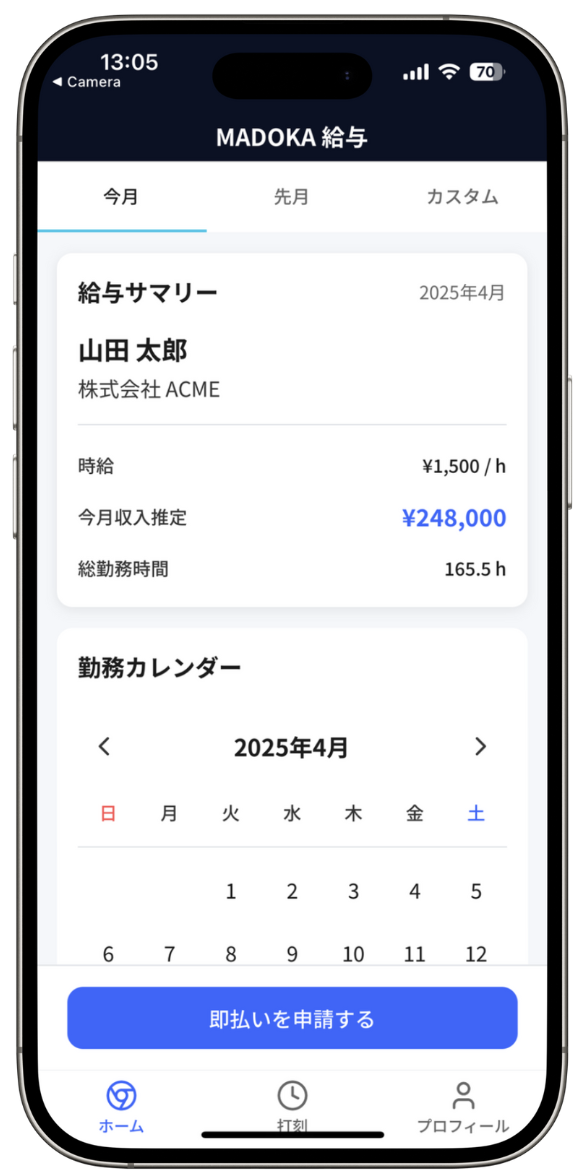 13:05
◀ Camera
70
MADOKA 給与
今月 先月 カスタム
給与サマリー 2025年4月
山田 太郎
株式会社 ACME
時給 ¥1,500 / h
今月収入推定 ¥248,000
総勤務時間 165.5 h
勤務カレンダー
2025年4月
日 月 火 水 木 金 土
1 2 3 4 5
6 7 8 9 10 11 12
即払いを申請する
ホーム 打刻 プロフィール